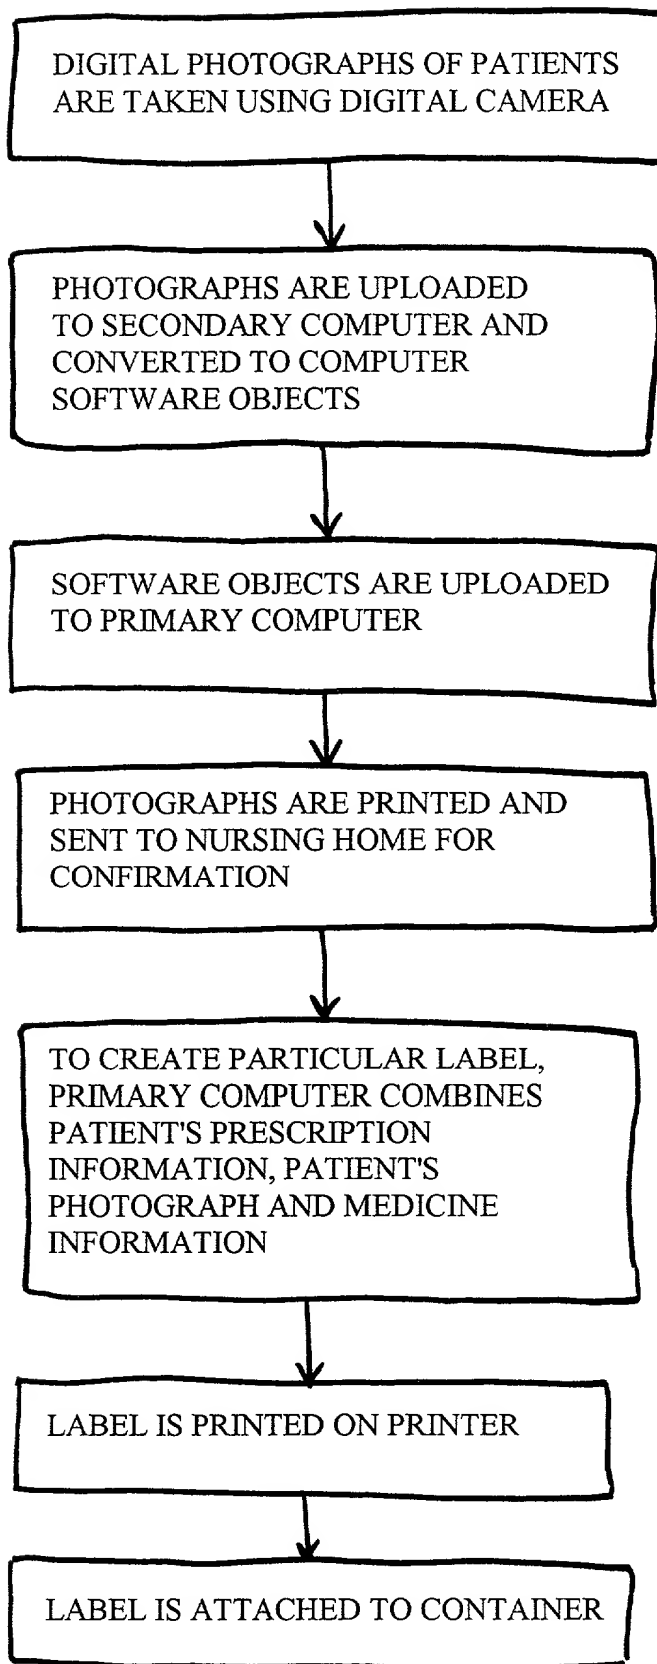 DIGITAL PHOTOGRAPHS OF PATIENTS
ARE TAKEN USING DIGITAL CAMERA
PHOTOGRAPHS ARE UPLOADED
TO SECONDARY COMPUTER AND
CONVERTED TO COMPUTER
SOFTWARE OBJECTS
SOFTWARE OBJECTS ARE UPLOADED
TO PRIMARY COMPUTER
PHOTOGRAPHS ARE PRINTED AND
SENT TO NURSING HOME FOR
CONFIRMATION
TO CREATE PARTICULAR LABEL,
PRIMARY COMPUTER COMBINES
PATIENT'S PRESCRIPTION
INFORMATION, PATIENT'S
PHOTOGRAPH AND MEDICINE
INFORMATION
LABEL IS PRINTED ON PRINTER
LABEL IS ATTACHED TO CONTAINER